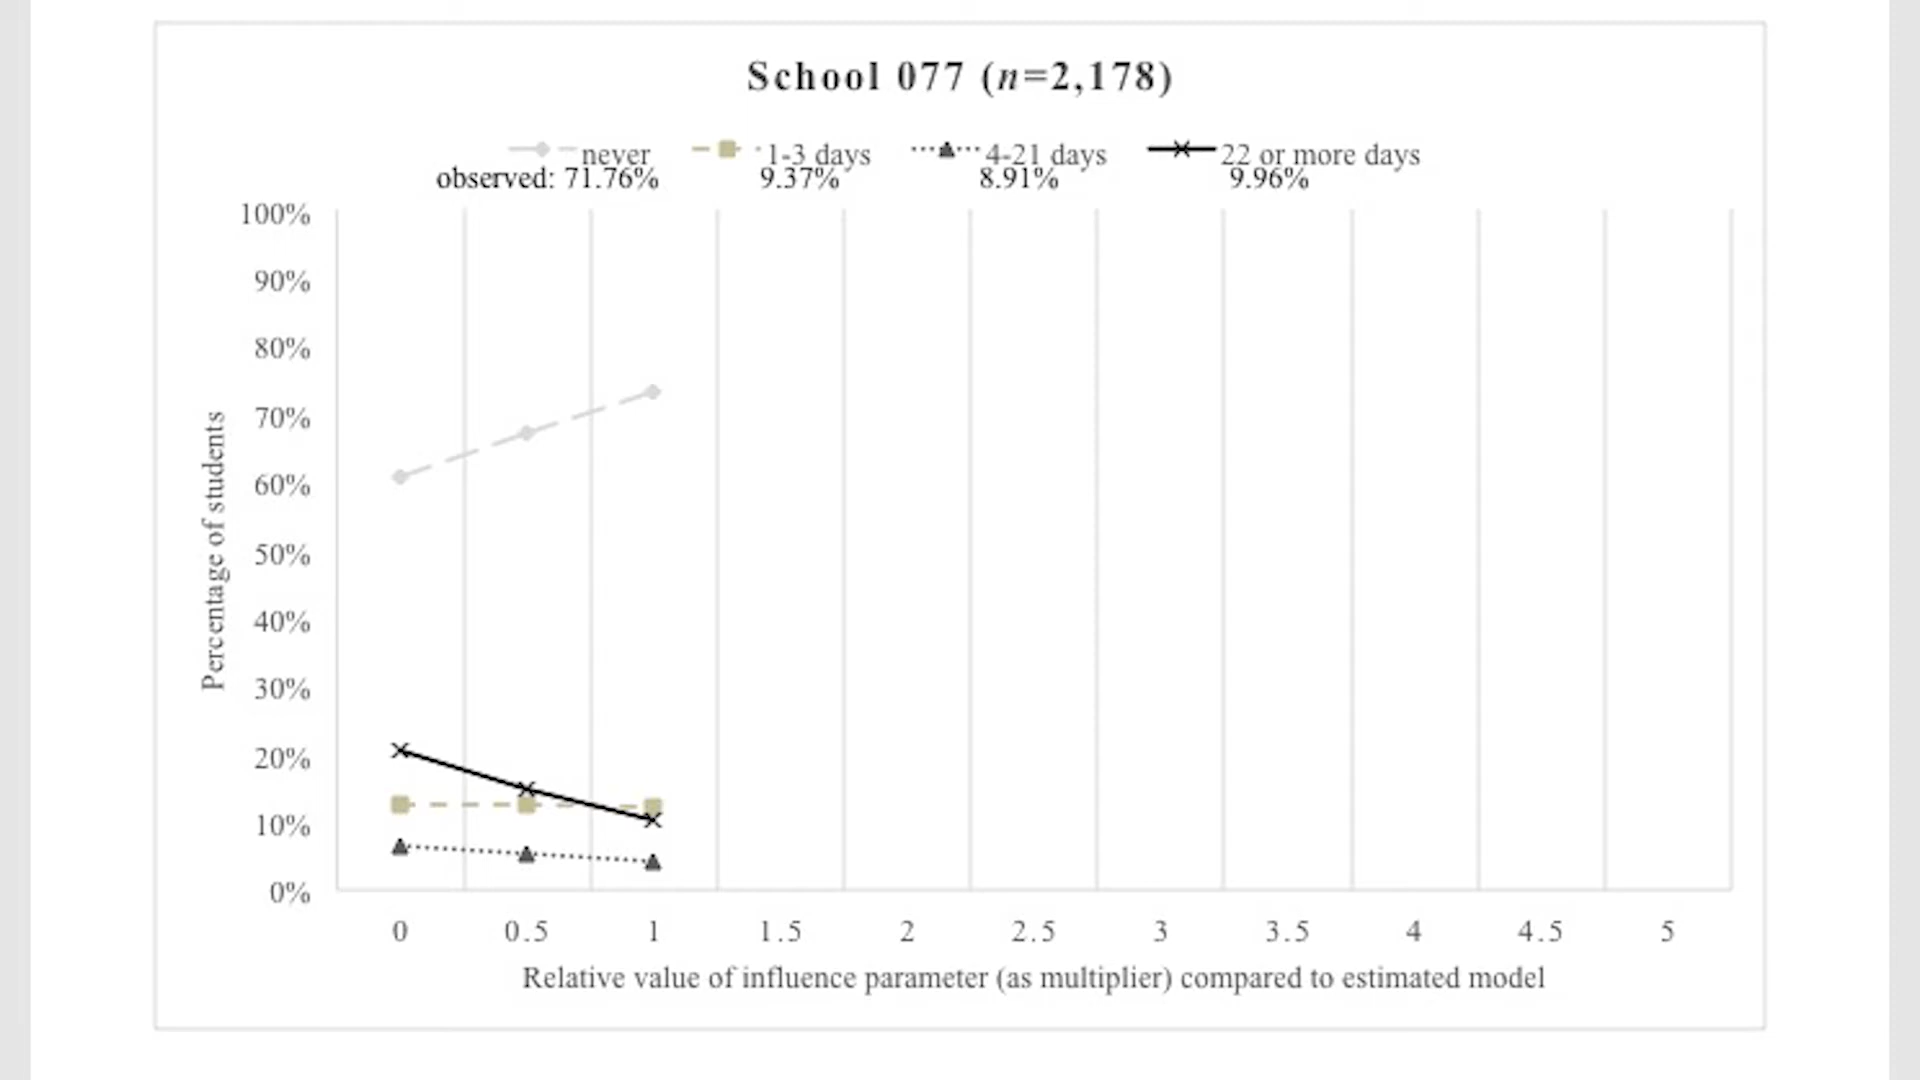 School 077 (n=2,178)
never 1-3 days 4-21 days 22 or more days
observed: 71.76% 9.37% 8.91% 9.96%
100%
90%
80%
70%
60%
50%
40%
30%
20%
10%
0%
Percentage of students
0 0.5 1 1.5 2 2.5 3 3.5 4 4.5 5
Relative value of influence parameter (as multiplier) compared to estimated model